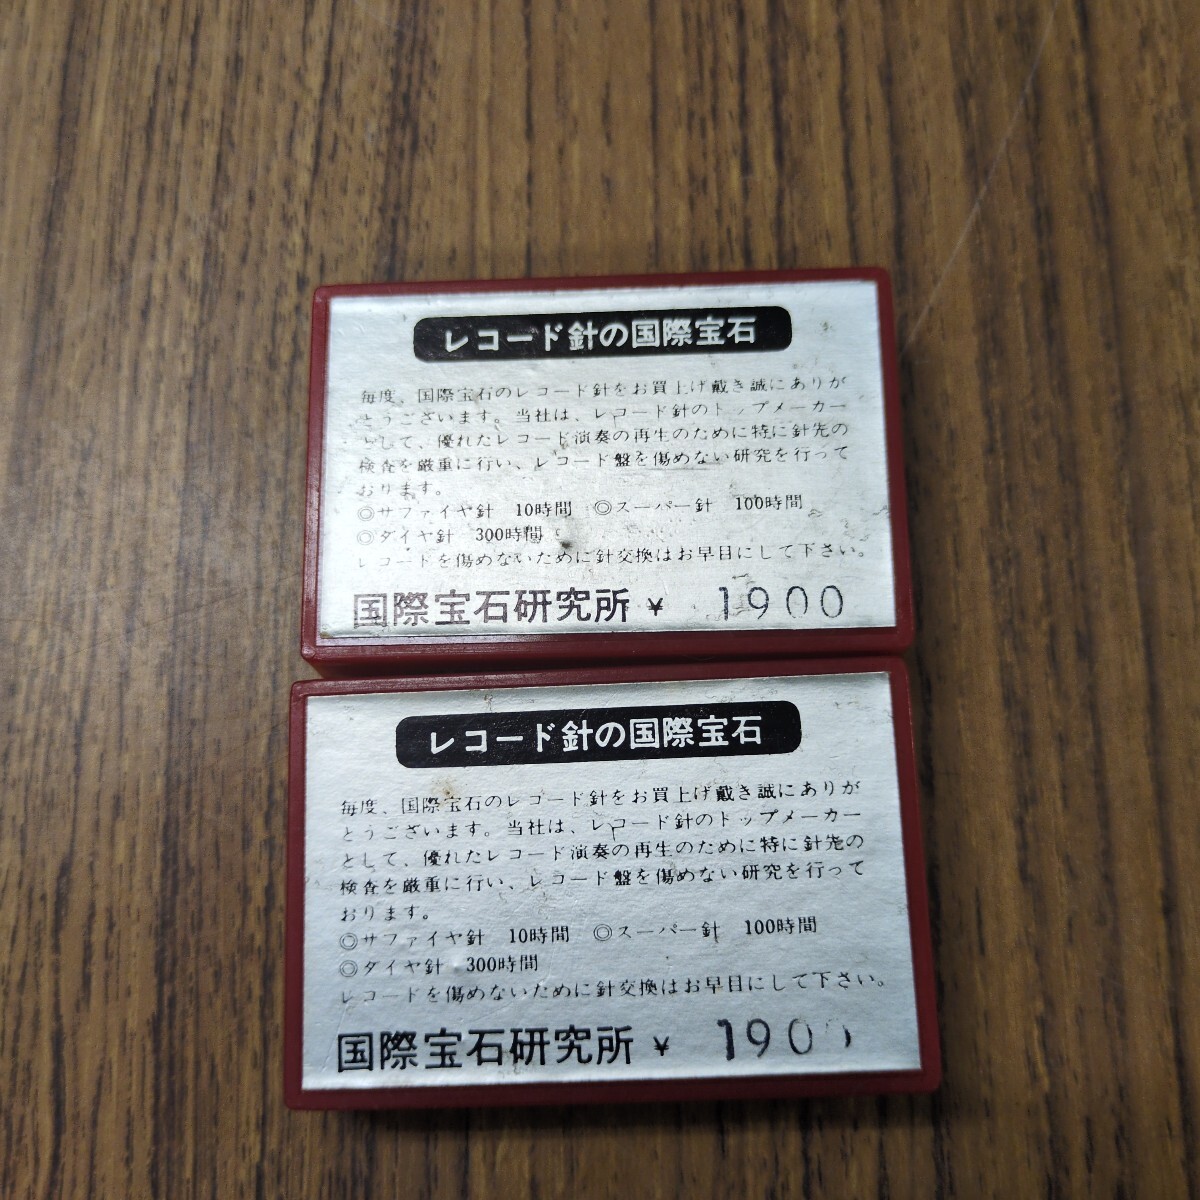 レコード針の国際宝石
毎度、国際宝石のレコード針をお買上げ戴き誠にありが
とうございます。当社は、レコード針のトップメーカー
として、優れたレコード演奏の再生のために特に針先の
検査を厳重に行い、レコード盤を傷めない研究を行って
おります。
◎サファイヤ針 10時間 ◎スーパー針 100時間
◎ダイヤ針 300時間
レコードを傷めないために針交換はお早目にして下さい。
国際宝石研究所 ¥ 1900
レコード針の国際宝石
毎度、国際宝石のレコード針をお買上げ戴き誠にありが
とうございます。当社は、レコード針のトップメーカー
として、優れたレコード演奏の再生のために特に針先の
検査を厳重に行い、レコード盤を傷めない研究を行って
おります。
◎サファイヤ針 10時間 ◎スーパー針 100時間
◎ダイヤ針 300時間
レコードを傷めないために針交換はお早目にして下さい。
国際宝石研究所 ¥ 1900